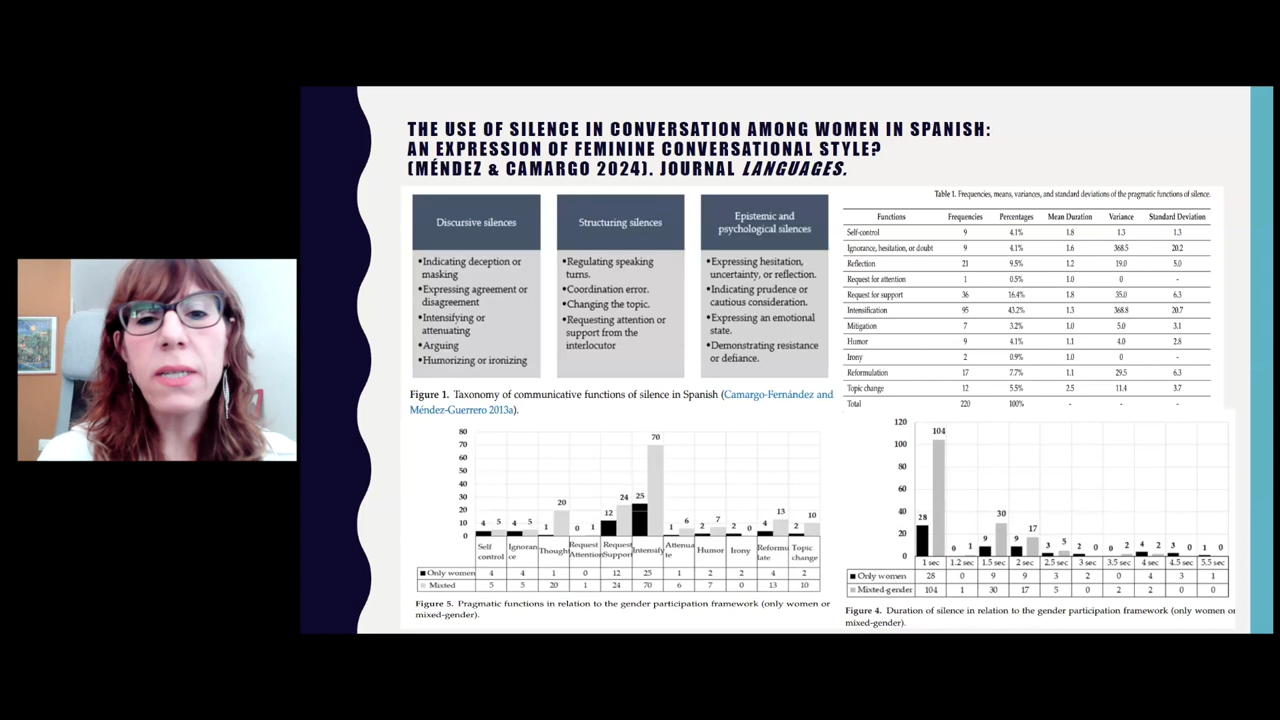 THE USE OF SILENCE IN CONVERSATION AMONG WOMEN IN SPANISH:
AN EXPRESSION OF FEMININE CONVERSATIONAL STYLE?
(MÉNDEZ & CAMARGO 2024). JOURNAL LANGUAGES.
Discursive silences
•Indicating deception or
masking
•Expressing agreement or
disagreement
•Intensifying or
attenuating
•Arguing
•Humorizing or ironizing
Structuring silences
•Regulating speaking
turns.
•Coordination error.
•Changing the topic.
•Requesting attention or
support from the
interlocutor
Epistemic and
psychological silences
•Expressing hesitation,
uncertainty, or reflection.
•Indicating prudence or
cautious consideration.
•Expressing an emotional
state.
•Demonstrating resistance
or defiance.
Figure 1. Taxonomy of communicative functions of silence in Spanish (Camargo-Fernández and
Méndez-Guerrero 2013a).
Table 1. Frequencies, means, variances, and standard deviations of the pragmatic functions of silence.
Functions Frequencies Percentages Mean Duration Variance Standard Deviation
Self-control 9 4.1% 1.8 1.3 1.3
Ignorance, hesitation, or doubt 9 4.1% 1.6 368.5 20.2
Reflection 21 9.5% 1.2 19.0 5.0
Request for attention 1 0.5% 1.0 0 -
Request for support 36 16.4% 1.8 35.0 6.3
Intensification 95 43.2% 1.3 368.8 20.7
Mitigation 7 3.2% 1.0 5.0 3.1
Humor 9 4.1% 1.1 4.0 2.8
Irony 2 0.9% 1.0 0 -
Reformulation 17 7.7% 1.1 29.5 6.3
Topic change 12 5.5% 2.5 11.4 3.7
Total 220 100% - - -
80
70
60
50
40
30
20
10
0
4 5 4 5 1 20 0 1 12 24 25 70 1 6 2 7 2 0 4 13 2 10
Self control Ignoran ce Thought Request Attention Request Support Intensify Attenua te Humor Irony Reformu late Topic change
Only women 4 4 1 0 12 25 1 2 2 4 2
Mixted 5 5 20 1 24 70 6 7 0 13 10
Figure 5. Pragmatic functions in relation to the gender participation framework (only women or
mixed-gender).
120
100
80
60
40
20
0
28 104 0 1 9 30 9 17 3 5 2 0 0 2 4 2 3 0 1 0
1 sec 1.2 sec 1.5 sec 2 sec 2.5 sec 3 sec 3.5 sec 4 sec 4.5 sec 5.5 sec
Only women 28 0 9 9 3 2 0 4 3 1
Mixted-gender 104 1 30 17 5 0 2 2 0 0
Figure 4. Duration of silence in relation to the gender participation framework (only women or
mixed-gender).